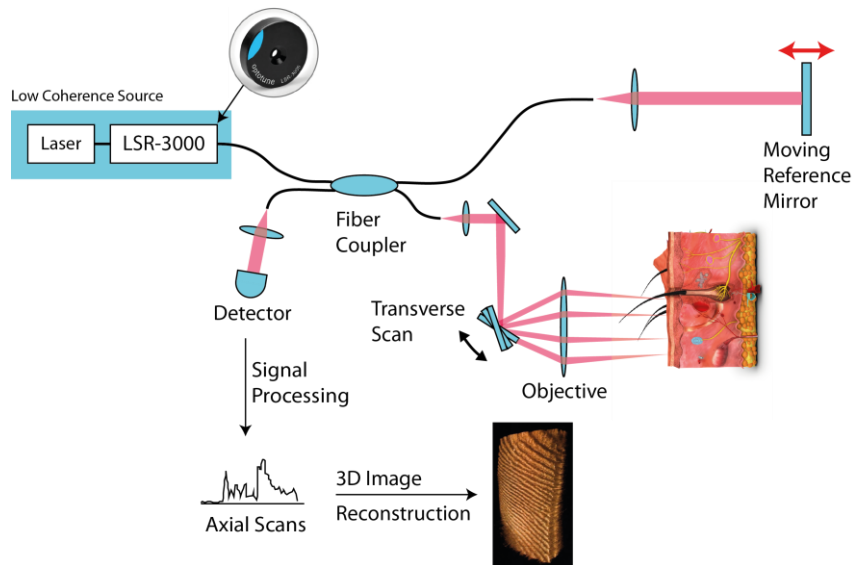 Low Coherence Source
Laser
LSR-3000
optotune
Moving
Reference
Mirror
Fiber
Coupler
Detector
Transverse
Scan
Objective
Signal
Processing
Axial Scans
3D Image
Reconstruction